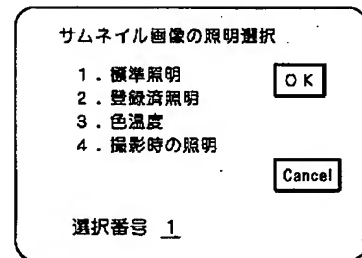 サムネイル画像の照明選択
1．標準照明
OK
2．登録済照明
3．色温度
4．撮影時の照明
Cancel
選択番号 1